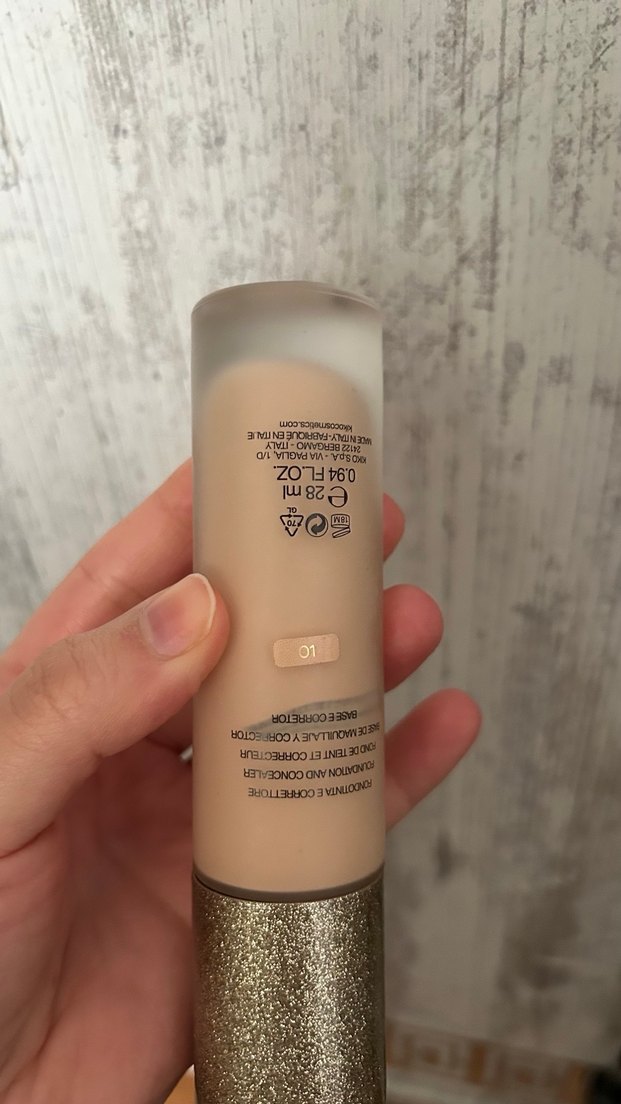 FONDOTINTA E CORRETTORE
FOUNDATION AND CONCEALER
FOND DE TEINT ET CORRECTEUR
BASE DE MAQUILLAJE Y CORRECTOR
BASE E CORRETOR
01
18M 70
GL
℮ 28 ml
0.94 FL.OZ.
KIKO S.p.A. - VIA PAGLIA, 1/D
24122 BERGAMO - ITALY
MADE IN ITALY-FABRIQUÉ EN ITALIE
kikocosmetics.com